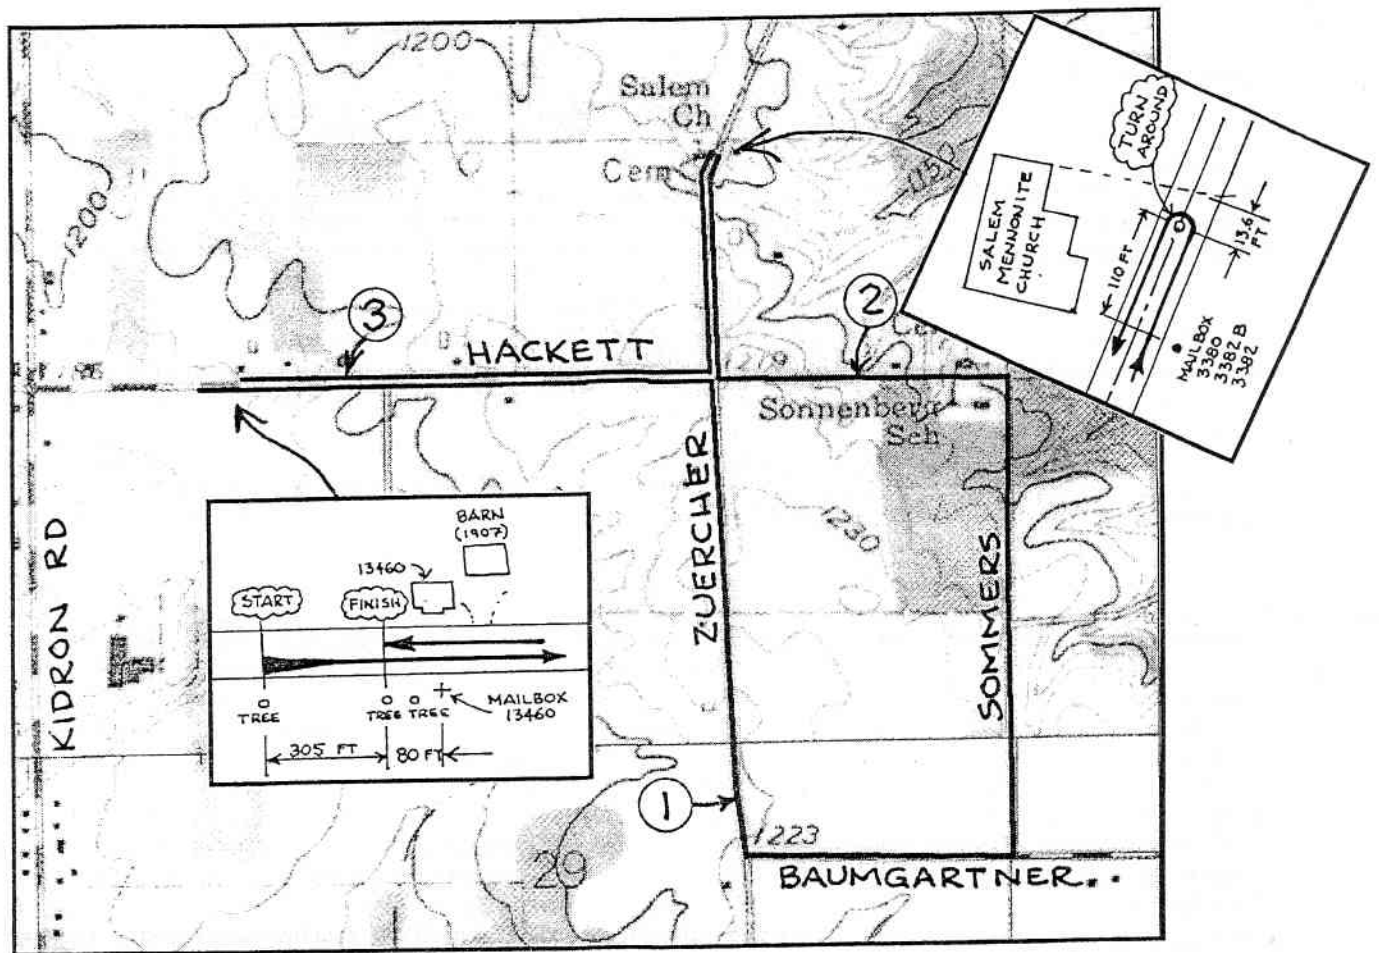 1200
Salem
Ch
Cem
1150
1200
TURN
AROUND
SALEM
MENNONITE
CHURCH
110 FT
13.6
FT
MAILBOX
3380
3382 B
3382
3
2
HACKETT
1219
Sonnenberg
Sch
KIDRON RD
ZUERCHER
SOMMERS
1230
BARN
(1907)
13460
START
FINISH
TREE
TREE TREE
MAILBOX
13460
305 FT
80 FT
1
1223
29
BAUMGARTNER